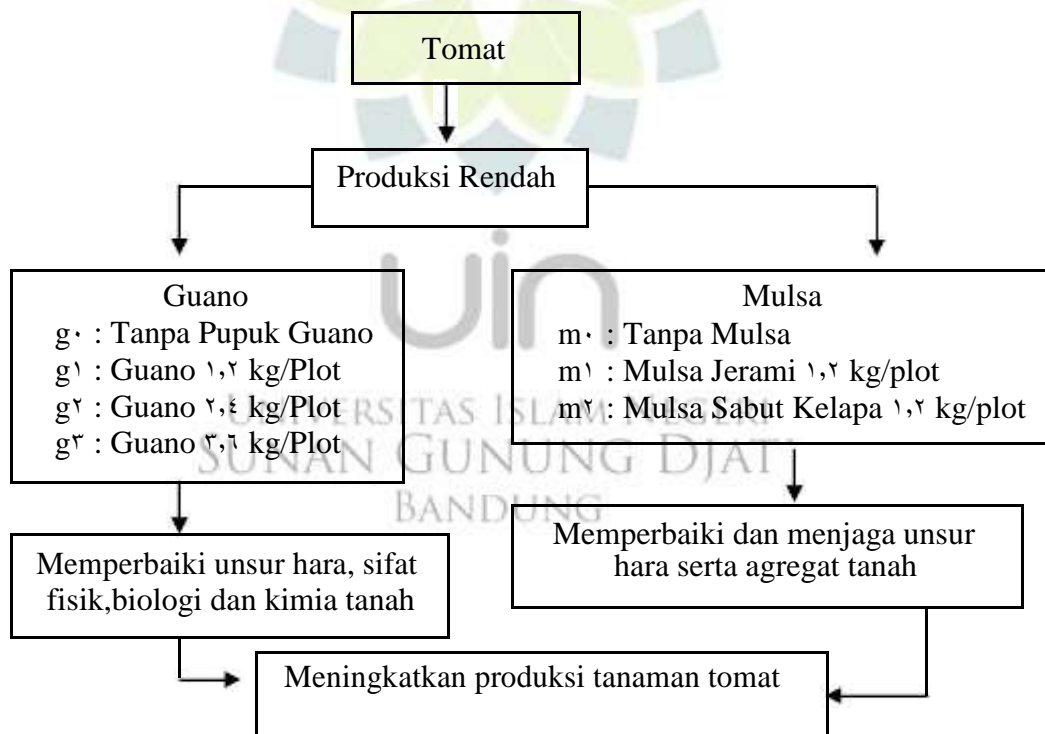 Tomat
Produksi Rendah
Guano
g٠ : Tanpa Pupuk Guano
g١ : Guano ١,٢ kg/Plot
g٢ : Guano ٢,٤ kg/Plot
g٣ : Guano ٣,٦ kg/Plot
Mulsa
m٠ : Tanpa Mulsa
m١ : Mulsa Jerami ١,٢ kg/plot
m٢ : Mulsa Sabut Kelapa ١,٢ kg/plot
uin
UNIVERSITAS ISLAM NEGERI
SUNAN GUNUNG DJATI
BANDUNG
Memperbaiki unsur hara, sifat
fisik,biologi dan kimia tanah
Memperbaiki dan menjaga unsur
hara serta agregat tanah
Meningkatkan produksi tanaman tomat